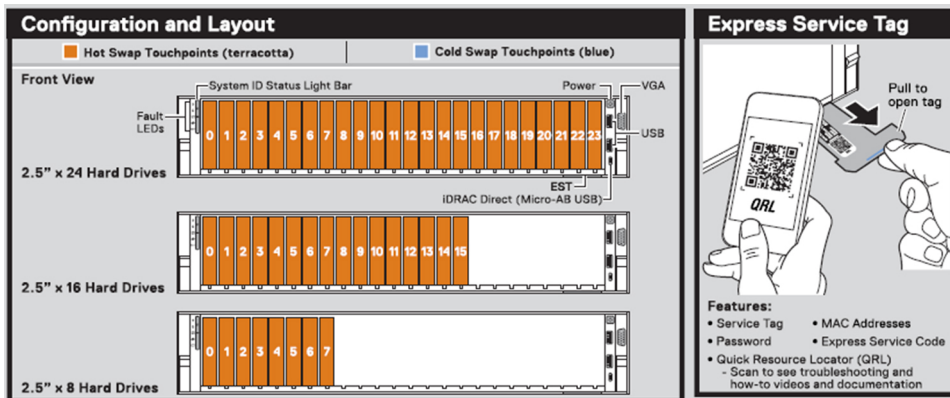 Configuration and Layout
Hot Swap Touchpoints (terracotta)
Cold Swap Touchpoints (blue)
Front View
System ID Status Light Bar
Power
VGA
Fault
LEDs
USB
0 1 2 3 4 5 6 7 8 9 10 11 12 13 14 15 16 17 18 19 20 21 22 23
2.5” x 24 Hard Drives
EST
iDRAC Direct (Micro-AB USB)
0 1 2 3 4 5 6 7 8 9 10 11 12 13 14 15
2.5” x 16 Hard Drives
0 1 2 3 4 5 6 7
2.5” x 8 Hard Drives
Express Service Tag
Pull to
open tag
QRL
Features:
• Service Tag
• MAC Addresses
• Password
• Express Service Code
• Quick Resource Locator (QRL)
- Scan to see troubleshooting and
how-to videos and documentation